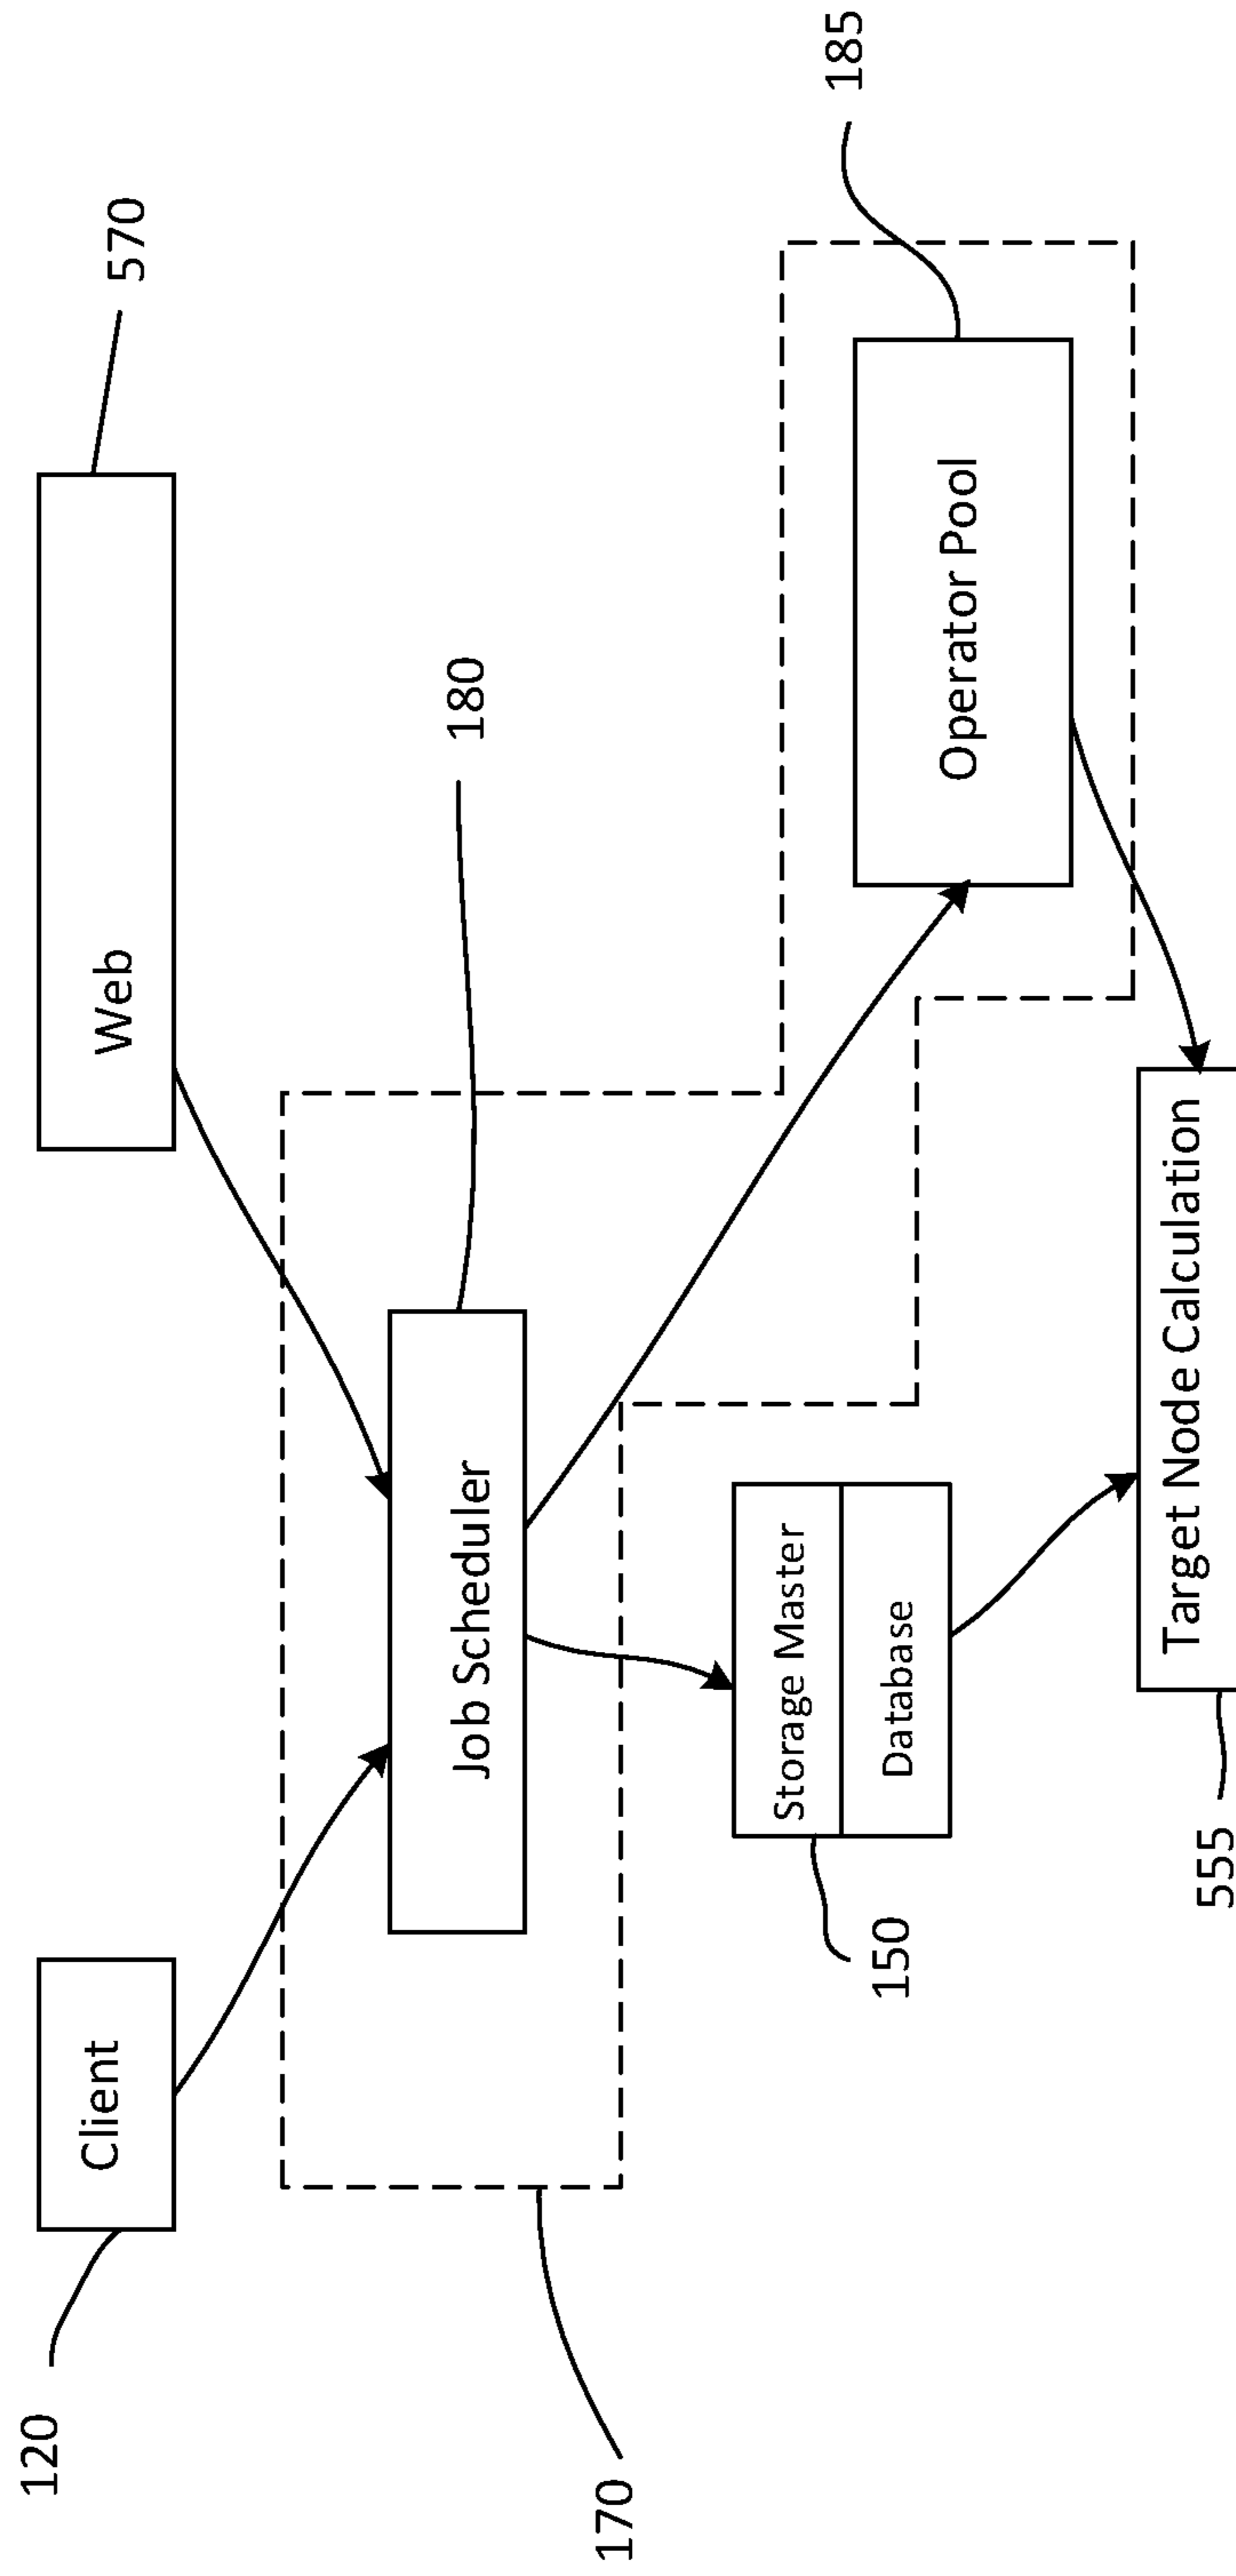 120
Client
Web
570
180
Job Scheduler
170
Storage Master
Database
150
Operator Pool
185
Target Node Calculation
555